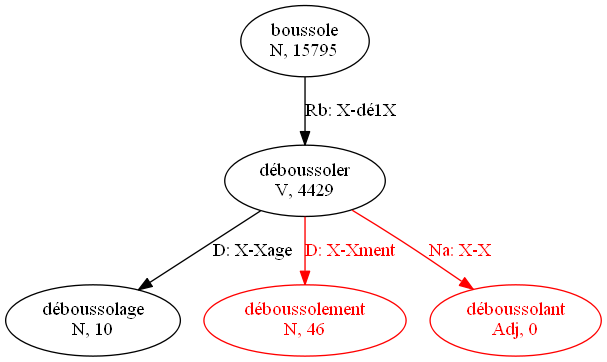 boussole
N, 15795
Rb: X-dé1X
déboussoler
V, 4429
D: X-Xage
D: X-Xment
Na: X-X
déboussolage
N, 10
déboussolement
N, 46
déboussolant
Adj, 0